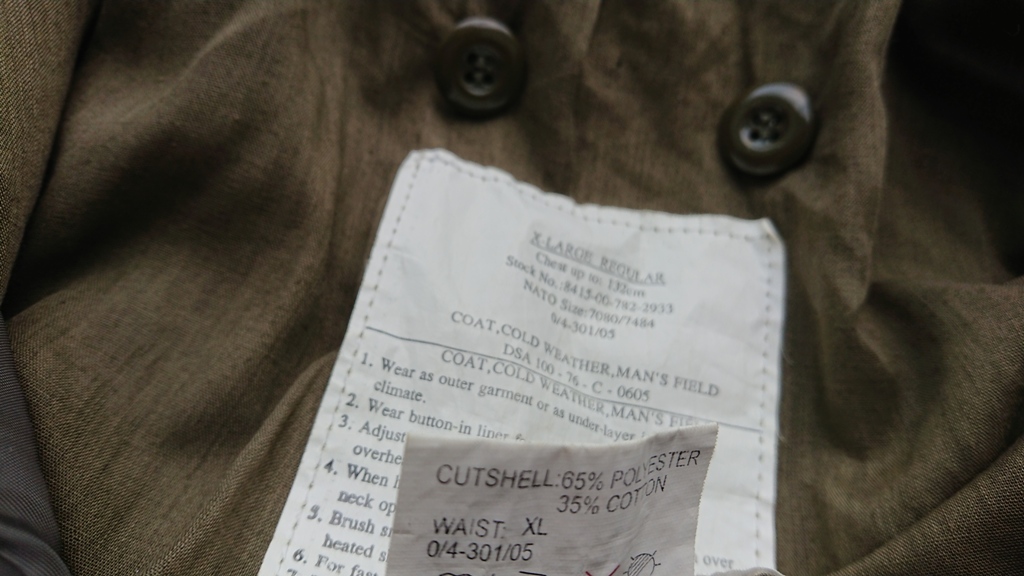 X-LARGE REGULAR
Chest up to: 132cm
Stock No.:8415-00-782-2933
NATO Size:7080/7484
0/4-301/05
COAT,COLD WEATHER,MAN'S FIELD
DSA 100 - 76 - C - 0605
COAT,COLD WEATHER,MAN'S FIE
1. Wear as outer garment or as under-layer
climate.
2. Wear button-in liner
3. Adjust
overhe
4. When
neck op
5. Brush
heated s
over
6. For fast
CUTSHELL:65% POLYESTER
35% COTTON
WAIST: XL
0/4-301/05